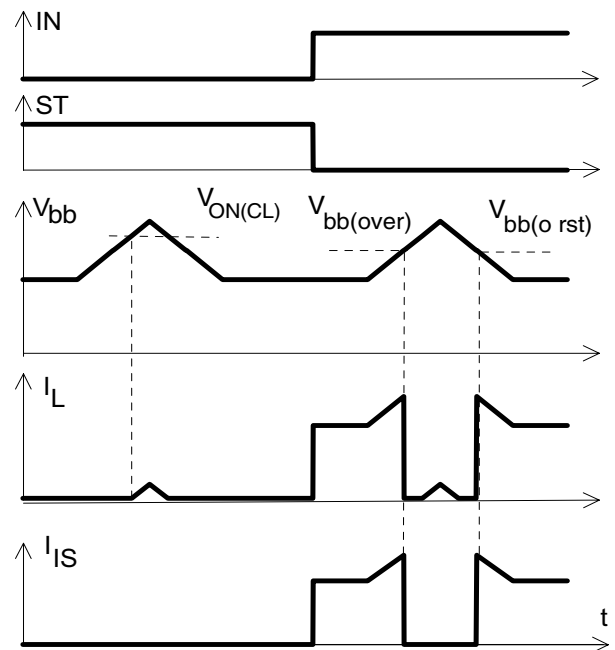 IN
ST
Vbb
VON(CL)
Vbb(over)
Vbb(o rst)
IL
IIS
t